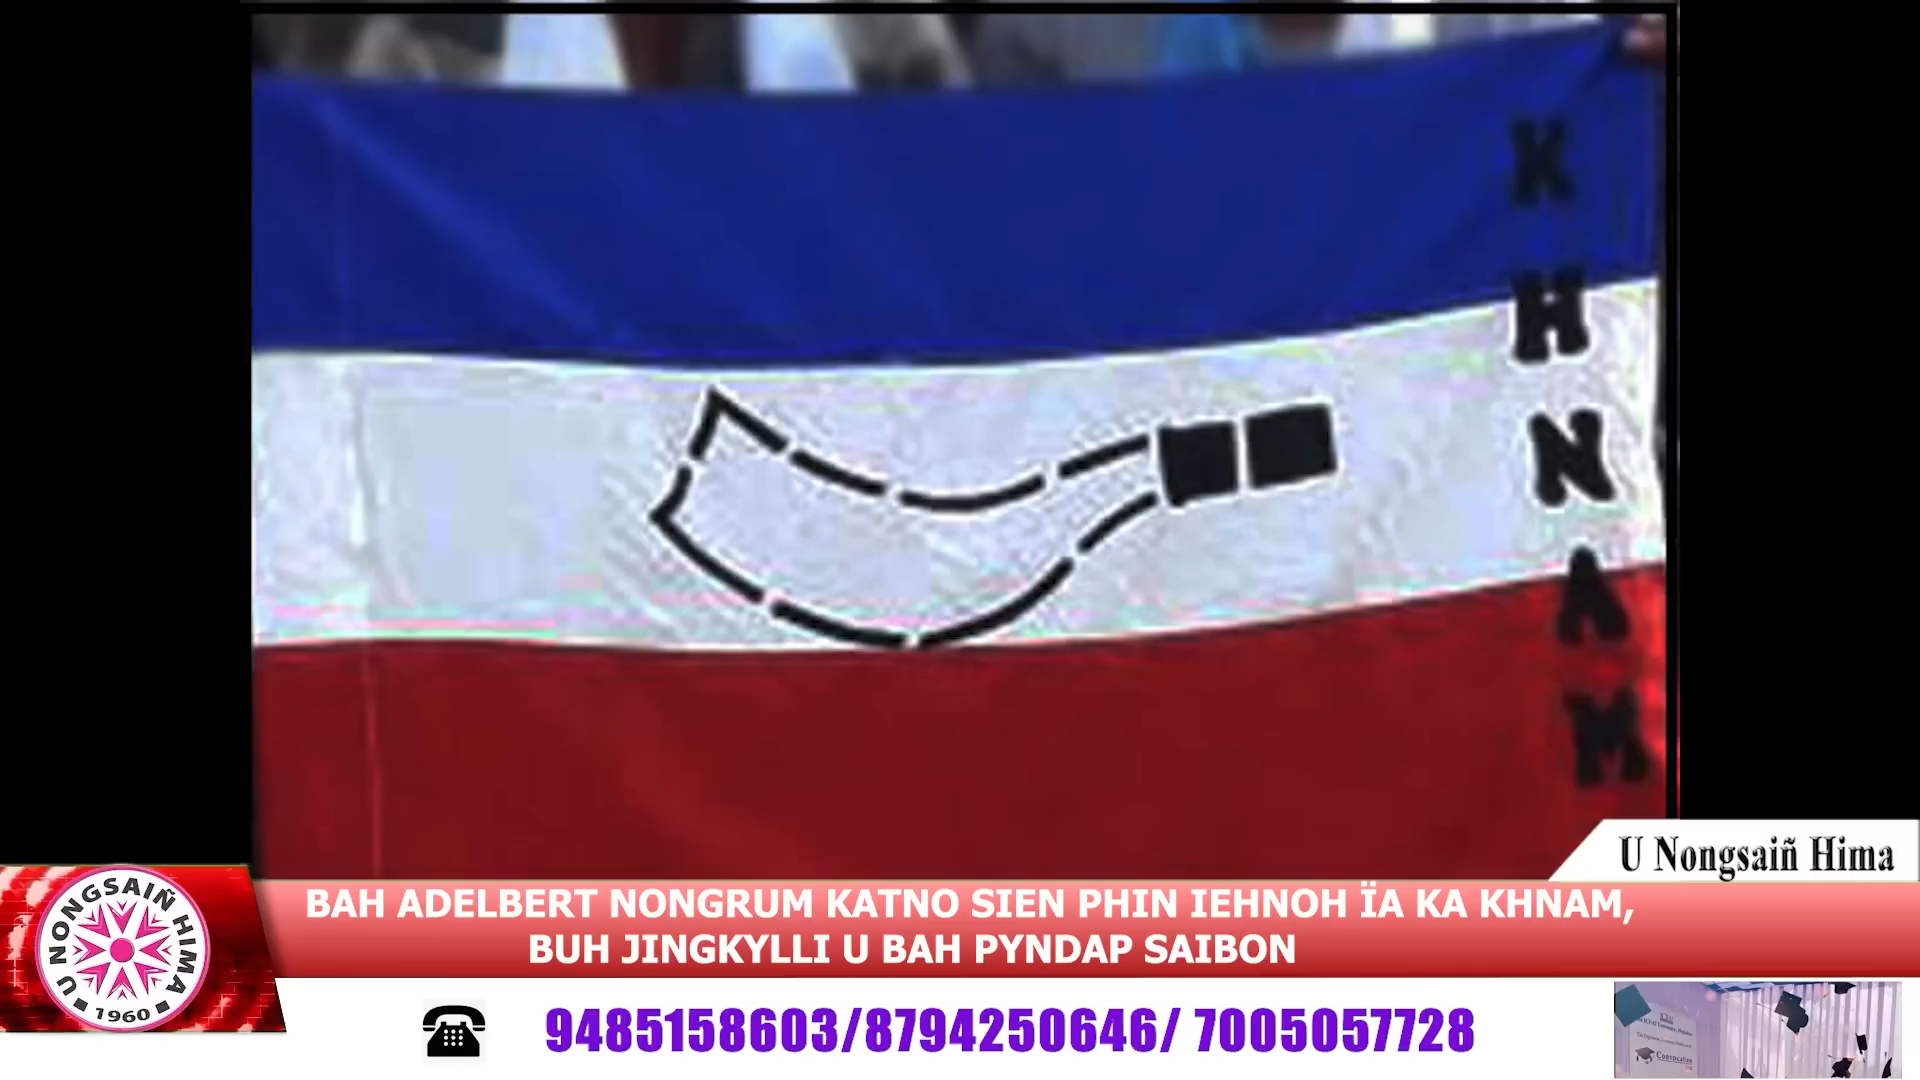 K
H
N
A
M
U Nongsaiñ Hima
BAH ADELBERT NONGRUM KATNO SIEN PHIN IEHNOH ÏA KA KHNAM,
BUH JINGKYLLI U BAH PYNDAP SAIBON
U NONGSAIÑ HIMA
1960
9485158603/8794250646/ 7005057728
Convocation